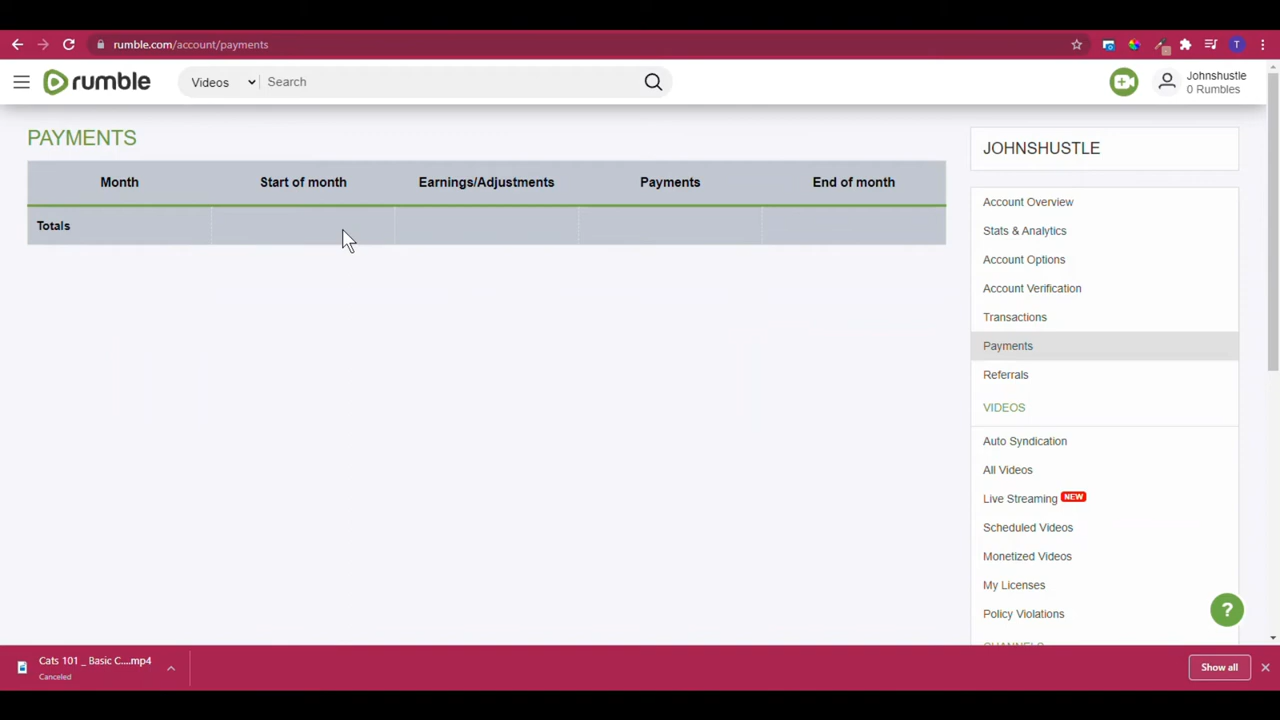 rumble.com/account/payments
T
rumble
Videos
Search
Johnshustle
0 Rumbles
PAYMENTS
Month Start of month Earnings/Adjustments Payments End of month
Totals
JOHNSHUSTLE
Account Overview
Stats & Analytics
Account Options
Account Verification
Transactions
Payments
Referrals
VIDEOS
Auto Syndication
All Videos
Live Streaming NEW
Scheduled Videos
Monetized Videos
My Licenses
Policy Violations
CHANNELS
?
Cats 101 _ Basic C....mp4
Canceled
Show all